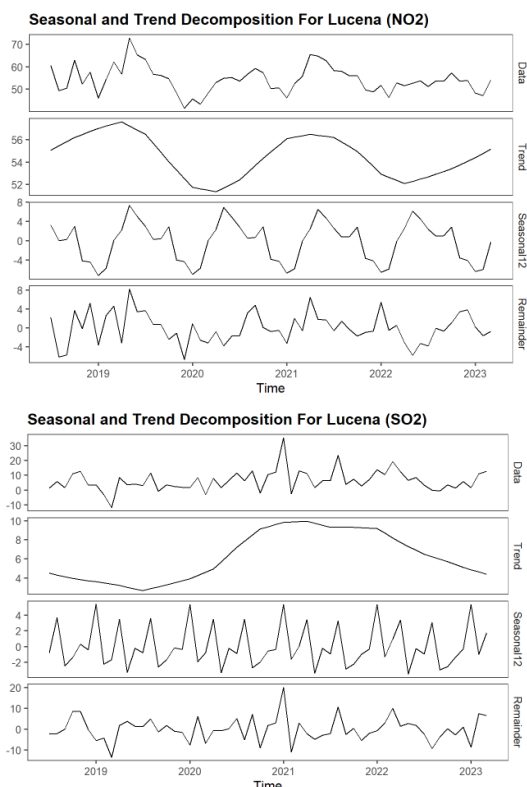 Seasonal and Trend Decomposition For Lucena (NO2)
70
60
50
Data
56
54
52
Trend
8
4
0
-4
Seasonal12
8
4
0
-4
Remainder
2019 2020 2021 2022 2023
Time
Seasonal and Trend Decomposition For Lucena (SO2)
30
20
10
0
-10
Data
10
8
6
4
Trend
4
2
0
-2
Seasonal12
20
10
0
-10
Remainder
2019 2020 2021 2022 2023
Time